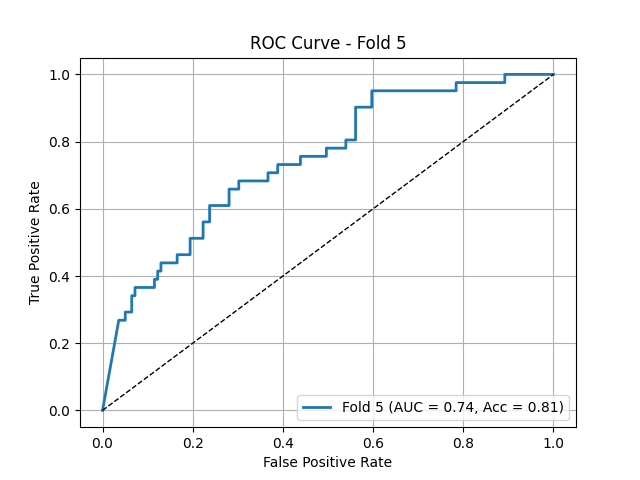 ROC Curve - Fold 5
True Positive Rate
1.0
0.8
0.6
0.4
0.2
0.0
Fold 5 (AUC = 0.74, Acc = 0.81)
0.0 0.2 0.4 0.6 0.8 1.0
False Positive Rate